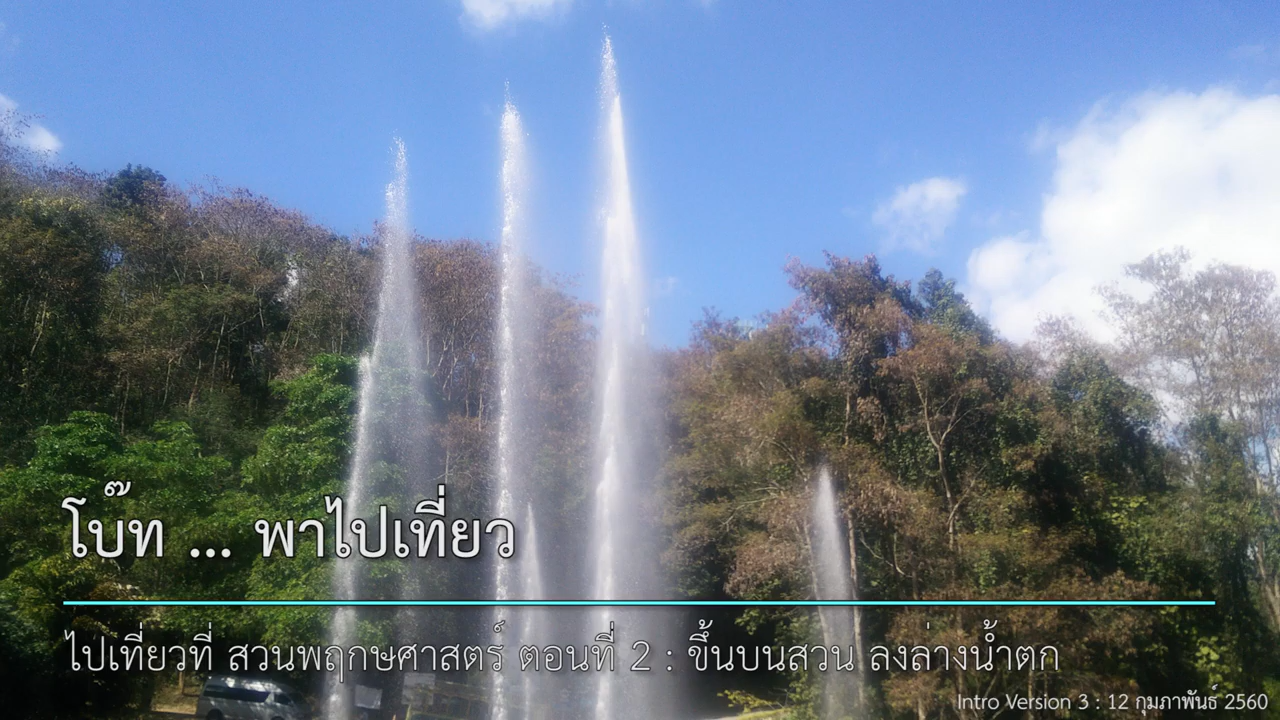 โบ๊ท ... พาไปเที่ยว
ไปเที่ยวที่ สวนพฤกษศาสตร์ ตอนที่ 2 : ขึ้นบนสวน ลงล่างน้ำตก
Intro Version 3 : 12 กุมภาพันธ์ 2560